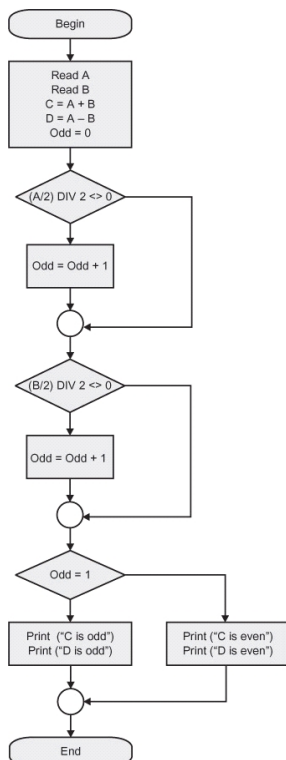 Begin
Read A
Read B
C = A + B
D = A – B
Odd = 0
(A/2) DIV 2 <> 0
Odd = Odd + 1
(B/2) DIV 2 <> 0
Odd = Odd + 1
Odd = 1
Print (“C is odd”)
Print (“D is odd”)
Print (“C is even”)
Print (“D is even”)
End